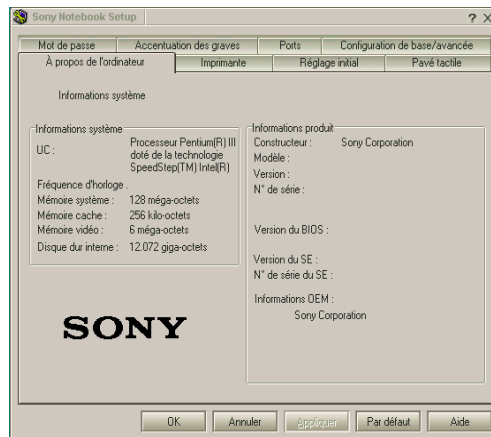 Sony Notebook Setup
Mot de passe
Accentuation des graves
Ports
Configuration de base/avancée
À propos de l'ordinateur
Imprimante
Réglage initial
Pavé tactile
Informations système
Informations système
UC :
Processeur Pentium(R) III
doté de la technologie
SpeedStep(TM) Intel(R)
Fréquence d'horloge .
Mémoire système : 128 méga-octets
Mémoire cache : 256 kilo-octets
Mémoire vidéo : 6 méga-octets
Disque dur interne : 12.072 giga-octets
SONY
Informations produit
Constructeur : Sony Corporation
Modèle :
Version :
N° de série :
Version du BIOS :
Version du SE :
N° de série du SE :
Informations OEM :
Sony Corporation
OK
Annuler
Appliquer
Par défaut
Aide